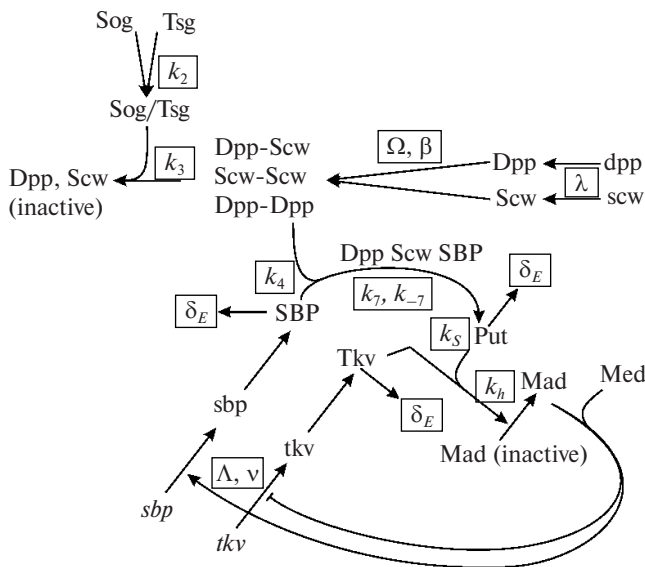 Sog Tsg
k2
Sog/Tsg
k3
Dpp, Scw
(inactive)
Dpp-Scw
Scw-Scw
Dpp-Dpp
Ω, β
Dpp dpp
λ
Scw scw
Dpp Scw SBP
k4
k7, k−7
δE
SBP
δE
kS Put
Tkv
kh Mad Med
δE
sbp
tkv
Mad (inactive)
Λ, ν
sbp
tkv